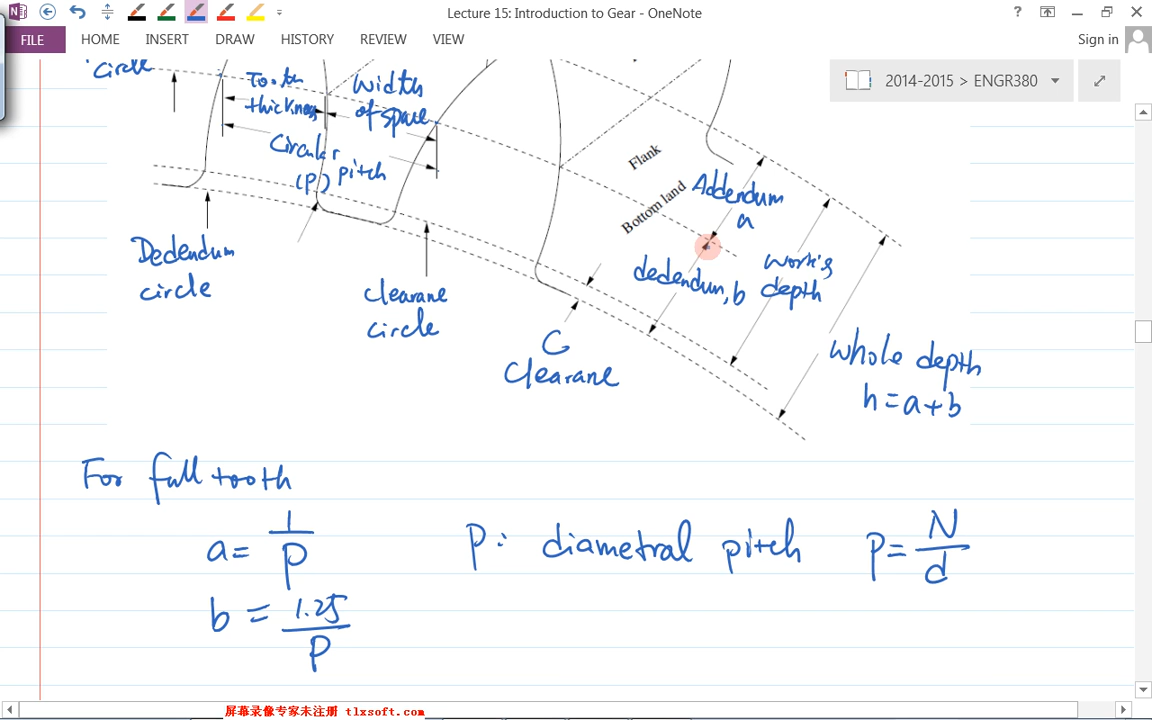 Lecture 15: Introduction to Gear - OneNote
FILE HOME INSERT DRAW HISTORY REVIEW VIEW
Sign in
2014-2015 > ENGR380
Circle
Tooth thickness
Width of space
Circular pitch (P)
Flank
Bottom land
Addendum a
dedendum, b
working depth
Dedendum circle
Clearane circle
C
Clearane
Whole depth
h = a + b
For full tooth
a = 1/P
P: diametral pitch
P = N/d
b = 1.25/P
屏幕录像专家未注册 tlxsoft.com